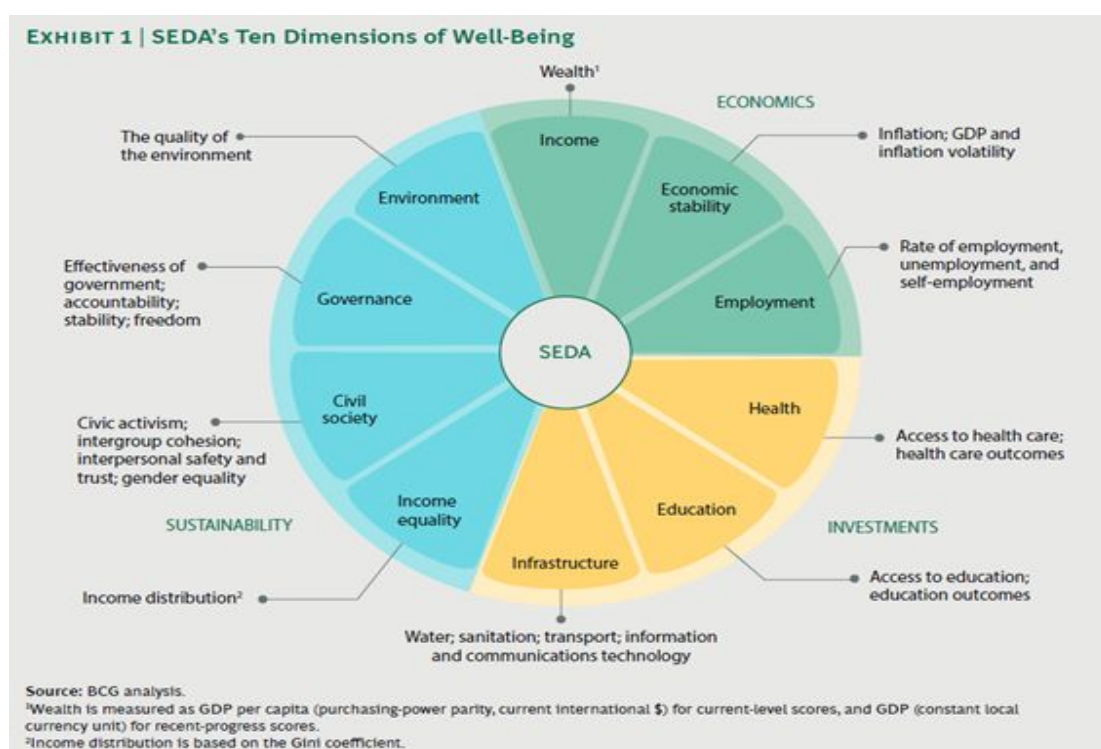 EXHIBIT 1 | SEDA's Ten Dimensions of Well-Being
Wealth¹
ECONOMICS
The quality of
the environment
Inflation; GDP and
inflation volatility
Income
Environment
Economic
stability
Effectiveness of
government;
accountability;
stability; freedom
Rate of employment,
unemployment, and
self-employment
Governance
Employment
SEDA
Civil
society
Health
Civic activism;
intergroup cohesion;
interpersonal safety and
trust; gender equality
Access to health care;
health care outcomes
Income
equality
Education
SUSTAINABILITY
INVESTMENTS
Infrastructure
Income distribution²
Access to education;
education outcomes
Water; sanitation; transport; information
and communications technology
Source: BCG analysis.
¹Wealth is measured as GDP per capita (purchasing-power parity, current international $) for current-level scores, and GDP (constant local
currency unit) for recent-progress scores.
²Income distribution is based on the Gini coefficient.